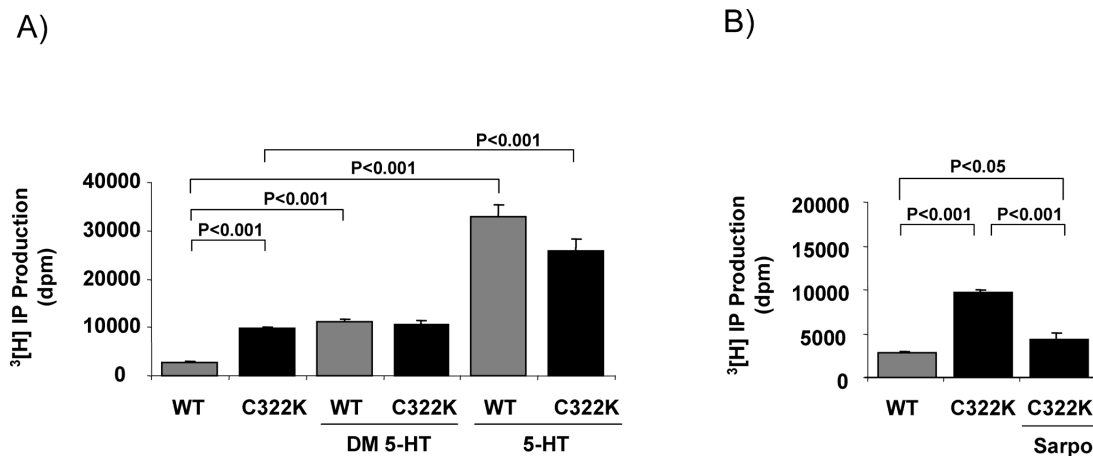 A)
P<0.001
P<0.001
P<0.001
P<0.001
³[H] IP Production
(dpm)
40000
30000
20000
10000
0
WT C322K WT C322K WT C322K
DM 5-HT 5-HT
B)
P<0.05
P<0.001 P<0.001
³[H] IP Production
(dpm)
20000
15000
10000
5000
0
WT C322K C322K
Sarpo